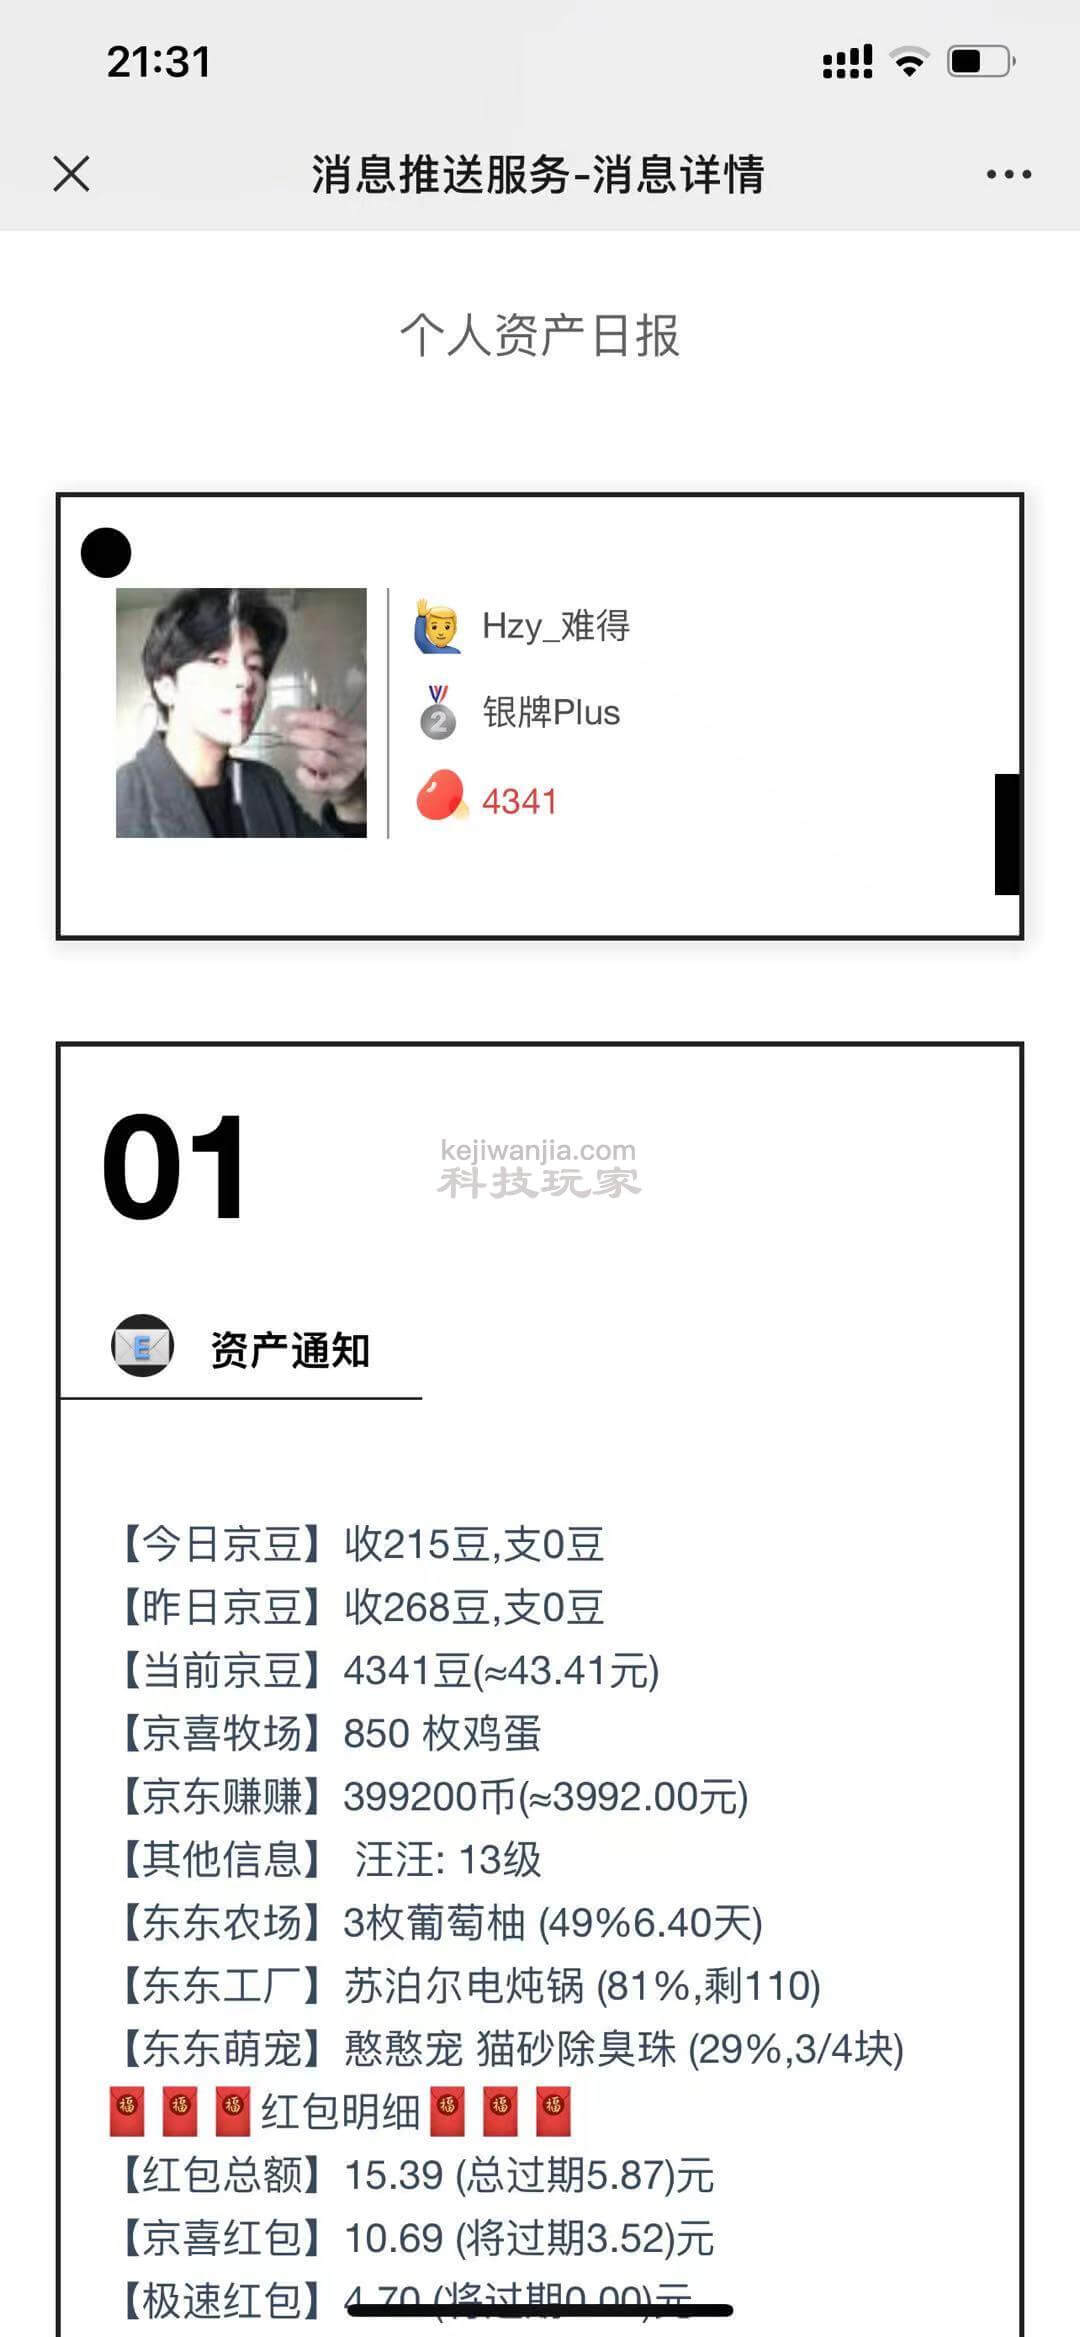 21:31
消息推送服务-消息详情
个人资产日报
Hzy_难得
2
银牌Plus
4341
01
kejiwanjia.com
科技玩家
E
资产通知
【今日京豆】收215豆,支0豆
【昨日京豆】收268豆,支0豆
【当前京豆】4341豆(≈43.41元)
【京喜牧场】850 枚鸡蛋
【京东赚赚】399200币(≈3992.00元)
【其他信息】 汪汪: 13级
【东东农场】3枚葡萄柚 (49%6.40天)
【东东工厂】苏泊尔电炖锅 (81%,剩110)
【东东萌宠】憨憨宠 猫砂除臭珠 (29%,3/4块)
福福福红包明细福福福
【红包总额】15.39 (总过期5.87)元
【京喜红包】10.69 (将过期3.52)元
【极速红包】4.70 (将过期0.00)元